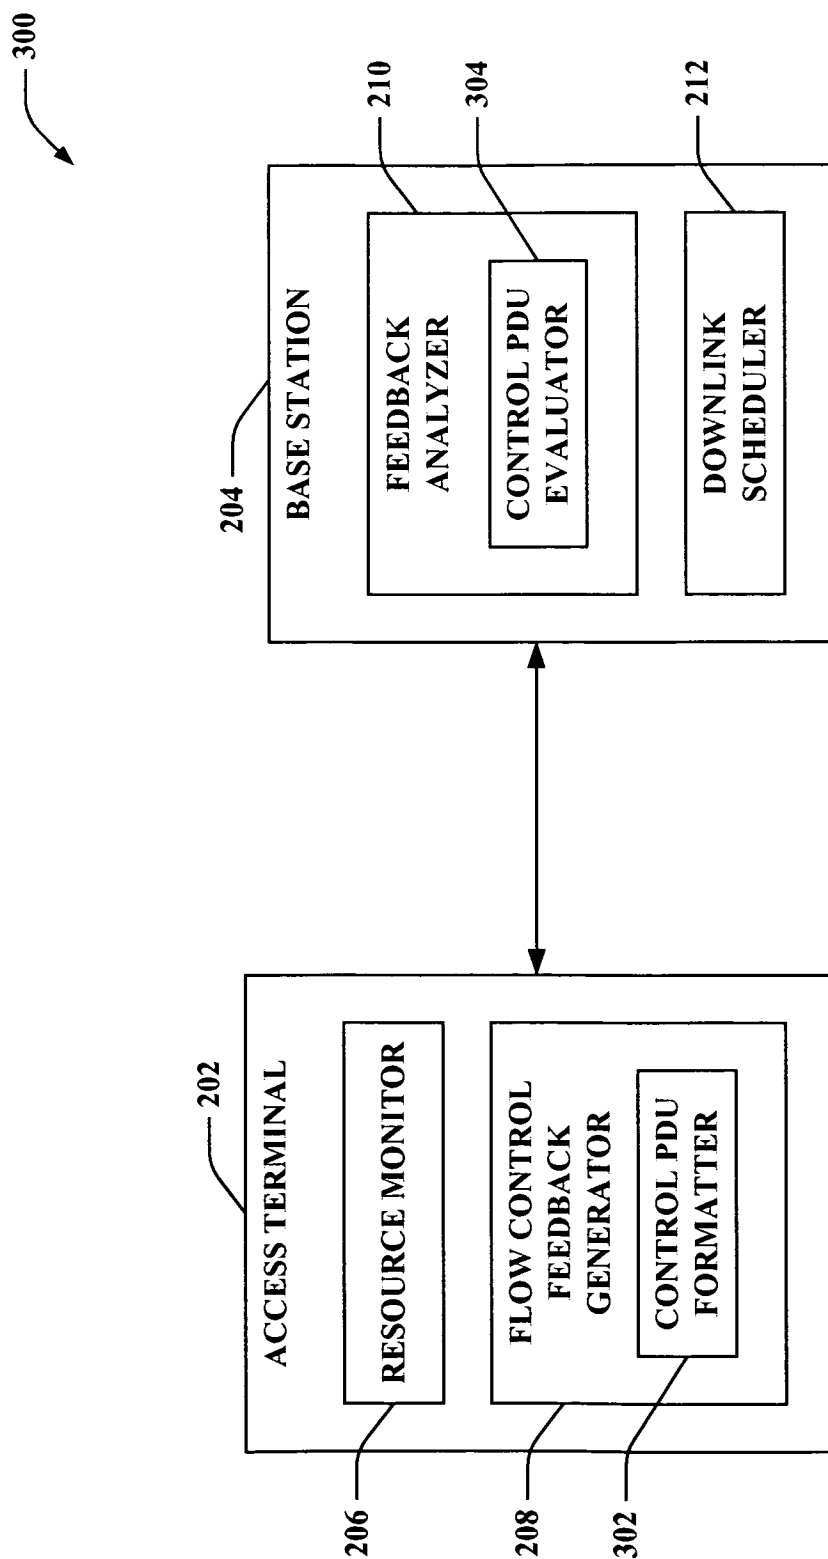 300
202
ACCESS TERMINAL
206
RESOURCE MONITOR
208
FLOW CONTROL
FEEDBACK
GENERATOR
302
CONTROL PDU
FORMATTER
204
BASE STATION
210
FEEDBACK
ANALYZER
304
CONTROL PDU
EVALUATOR
212
DOWNLINK
SCHEDULER